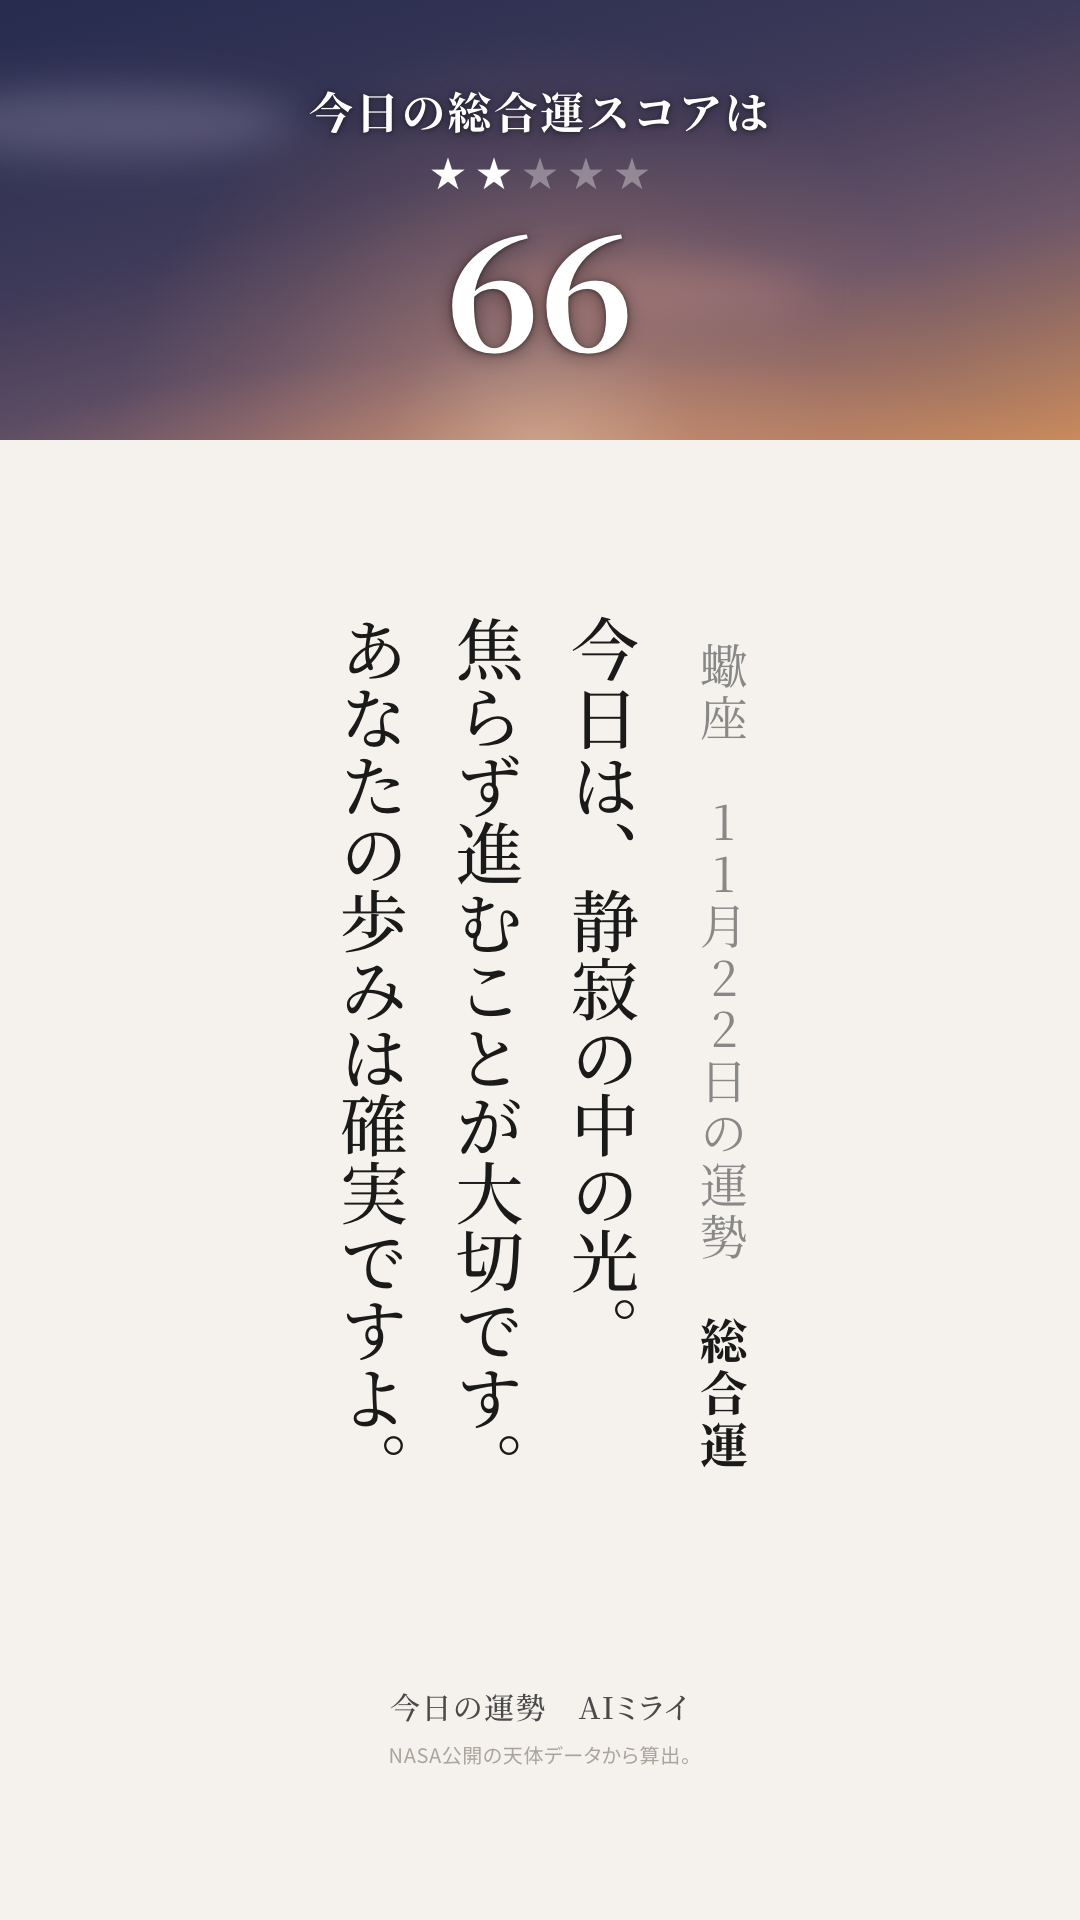 今日の総合運スコアは
★★★★★
66
蠍座　11月22日の運勢　総合運
今日は、静寂の中の光。
焦らず進むことが大切です。
あなたの歩みは確実ですよ。
今日の運勢　AIミライ
NASA公開の天体データから算出。